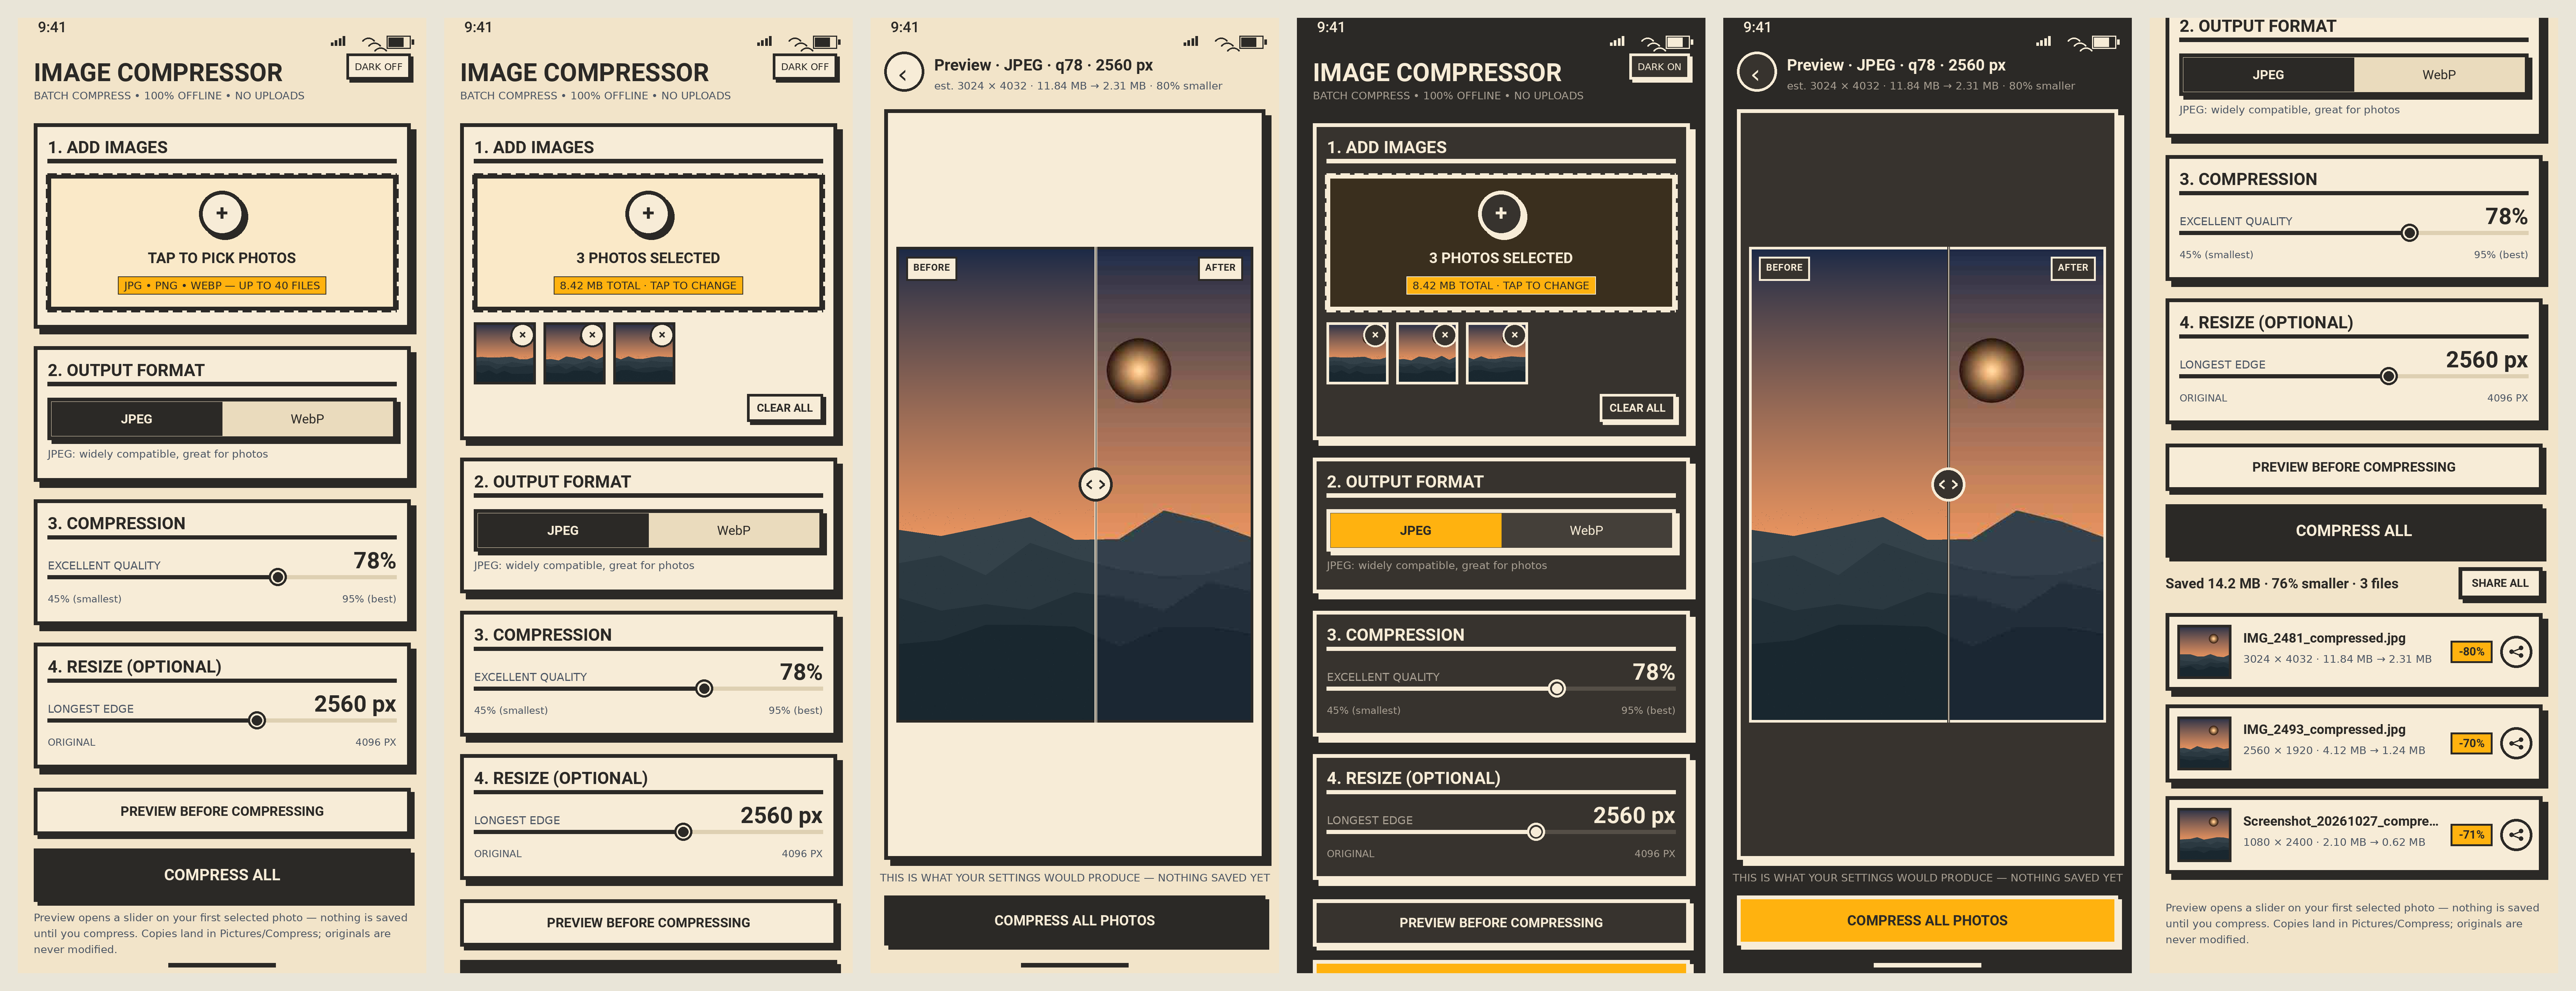 9:41
IMAGE COMPRESSOR
DARK OFF
BATCH COMPRESS • 100% OFFLINE • NO UPLOADS
1. ADD IMAGES
+
TAP TO PICK PHOTOS
JPG • PNG • WEBP — UP TO 40 FILES
2. OUTPUT FORMAT
JPEG WebP
JPEG: widely compatible, great for photos
3. COMPRESSION
EXCELLENT QUALITY 78%
45% (smallest) 95% (best)
4. RESIZE (OPTIONAL)
LONGEST EDGE 2560 px
ORIGINAL 4096 PX
PREVIEW BEFORE COMPRESSING
COMPRESS ALL
Preview opens a slider on your first selected photo — nothing is saved
until you compress. Copies land in Pictures/Compress; originals are
never modified.
9:41
IMAGE COMPRESSOR
DARK OFF
BATCH COMPRESS • 100% OFFLINE • NO UPLOADS
1. ADD IMAGES
+
3 PHOTOS SELECTED
8.42 MB TOTAL · TAP TO CHANGE
× × ×
CLEAR ALL
2. OUTPUT FORMAT
JPEG WebP
JPEG: widely compatible, great for photos
3. COMPRESSION
EXCELLENT QUALITY 78%
45% (smallest) 95% (best)
4. RESIZE (OPTIONAL)
LONGEST EDGE 2560 px
ORIGINAL 4096 PX
PREVIEW BEFORE COMPRESSING
9:41
‹ Preview · JPEG · q78 · 2560 px
est. 3024 × 4032 · 11.84 MB → 2.31 MB · 80% smaller
BEFORE AFTER
‹ ›
THIS IS WHAT YOUR SETTINGS WOULD PRODUCE — NOTHING SAVED YET
COMPRESS ALL PHOTOS
9:41
IMAGE COMPRESSOR
DARK ON
BATCH COMPRESS • 100% OFFLINE • NO UPLOADS
1. ADD IMAGES
+
3 PHOTOS SELECTED
8.42 MB TOTAL · TAP TO CHANGE
× × ×
CLEAR ALL
2. OUTPUT FORMAT
JPEG WebP
JPEG: widely compatible, great for photos
3. COMPRESSION
EXCELLENT QUALITY 78%
45% (smallest) 95% (best)
4. RESIZE (OPTIONAL)
LONGEST EDGE 2560 px
ORIGINAL 4096 PX
PREVIEW BEFORE COMPRESSING
9:41
‹ Preview · JPEG · q78 · 2560 px
est. 3024 × 4032 · 11.84 MB → 2.31 MB · 80% smaller
BEFORE AFTER
‹ ›
THIS IS WHAT YOUR SETTINGS WOULD PRODUCE — NOTHING SAVED YET
COMPRESS ALL PHOTOS
2. OUTPUT FORMAT
JPEG WebP
JPEG: widely compatible, great for photos
3. COMPRESSION
EXCELLENT QUALITY 78%
45% (smallest) 95% (best)
4. RESIZE (OPTIONAL)
LONGEST EDGE 2560 px
ORIGINAL 4096 PX
PREVIEW BEFORE COMPRESSING
COMPRESS ALL
Saved 14.2 MB · 76% smaller · 3 files SHARE ALL
IMG_2481_compressed.jpg
3024 × 4032 · 11.84 MB → 2.31 MB
-80%
IMG_2493_compressed.jpg
2560 × 1920 · 4.12 MB → 1.24 MB
-70%
Screenshot_20261027_compre...
1080 × 2400 · 2.10 MB → 0.62 MB
-71%
Preview opens a slider on your first selected photo — nothing is saved
until you compress. Copies land in Pictures/Compress; originals are
never modified.